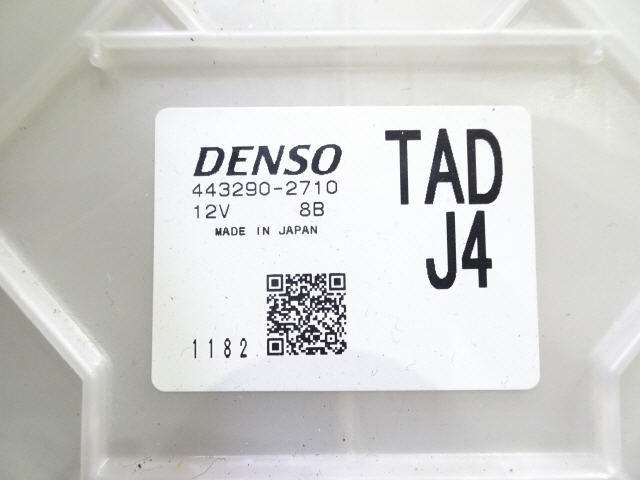 DENSO
443290-2710
12V 8B
MADE IN JAPAN
TAD
J4
1182